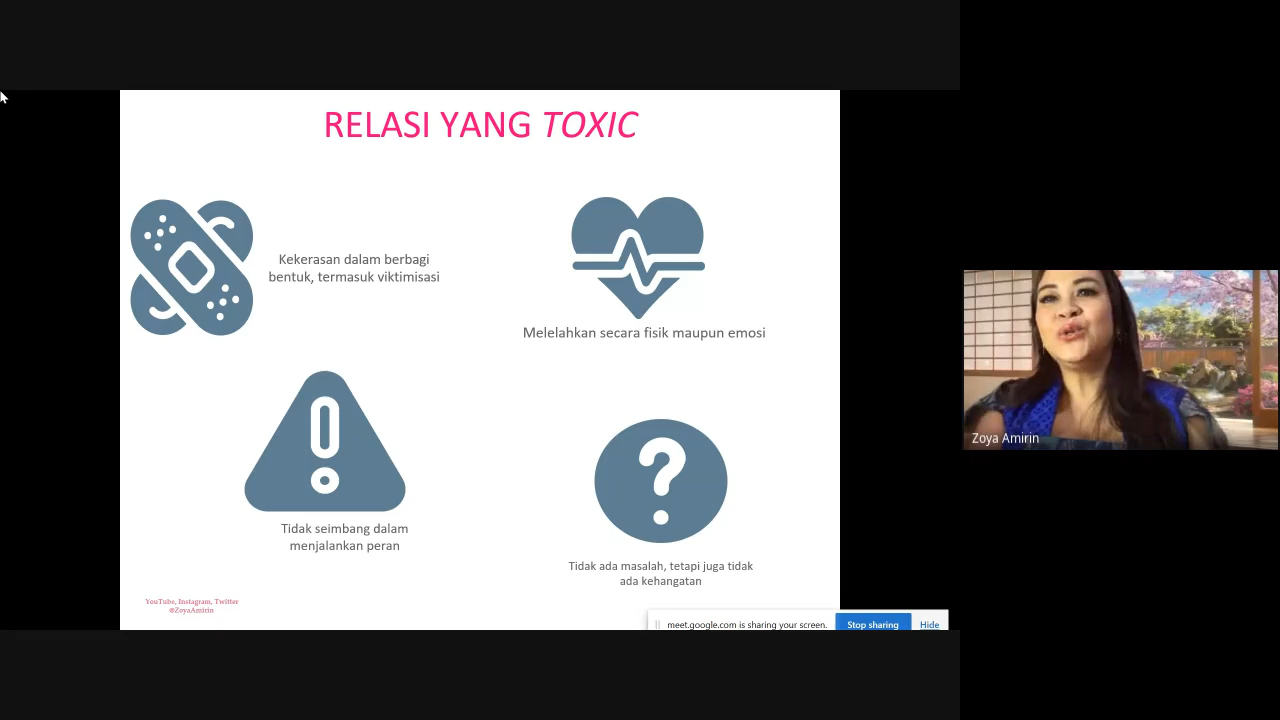 RELASI YANG TOXIC
Kekerasan dalam berbagi
bentuk, termasuk viktimisasi
Melelahkan secara fisik maupun emosi
Tidak seimbang dalam
menjalankan peran
Tidak ada masalah, tetapi juga tidak
ada kehangatan
YouTube, Instagram, Twitter
@ZoyaAmirin
meet.google.com is sharing your screen.
Stop sharing
Hide
Zoya Amirin